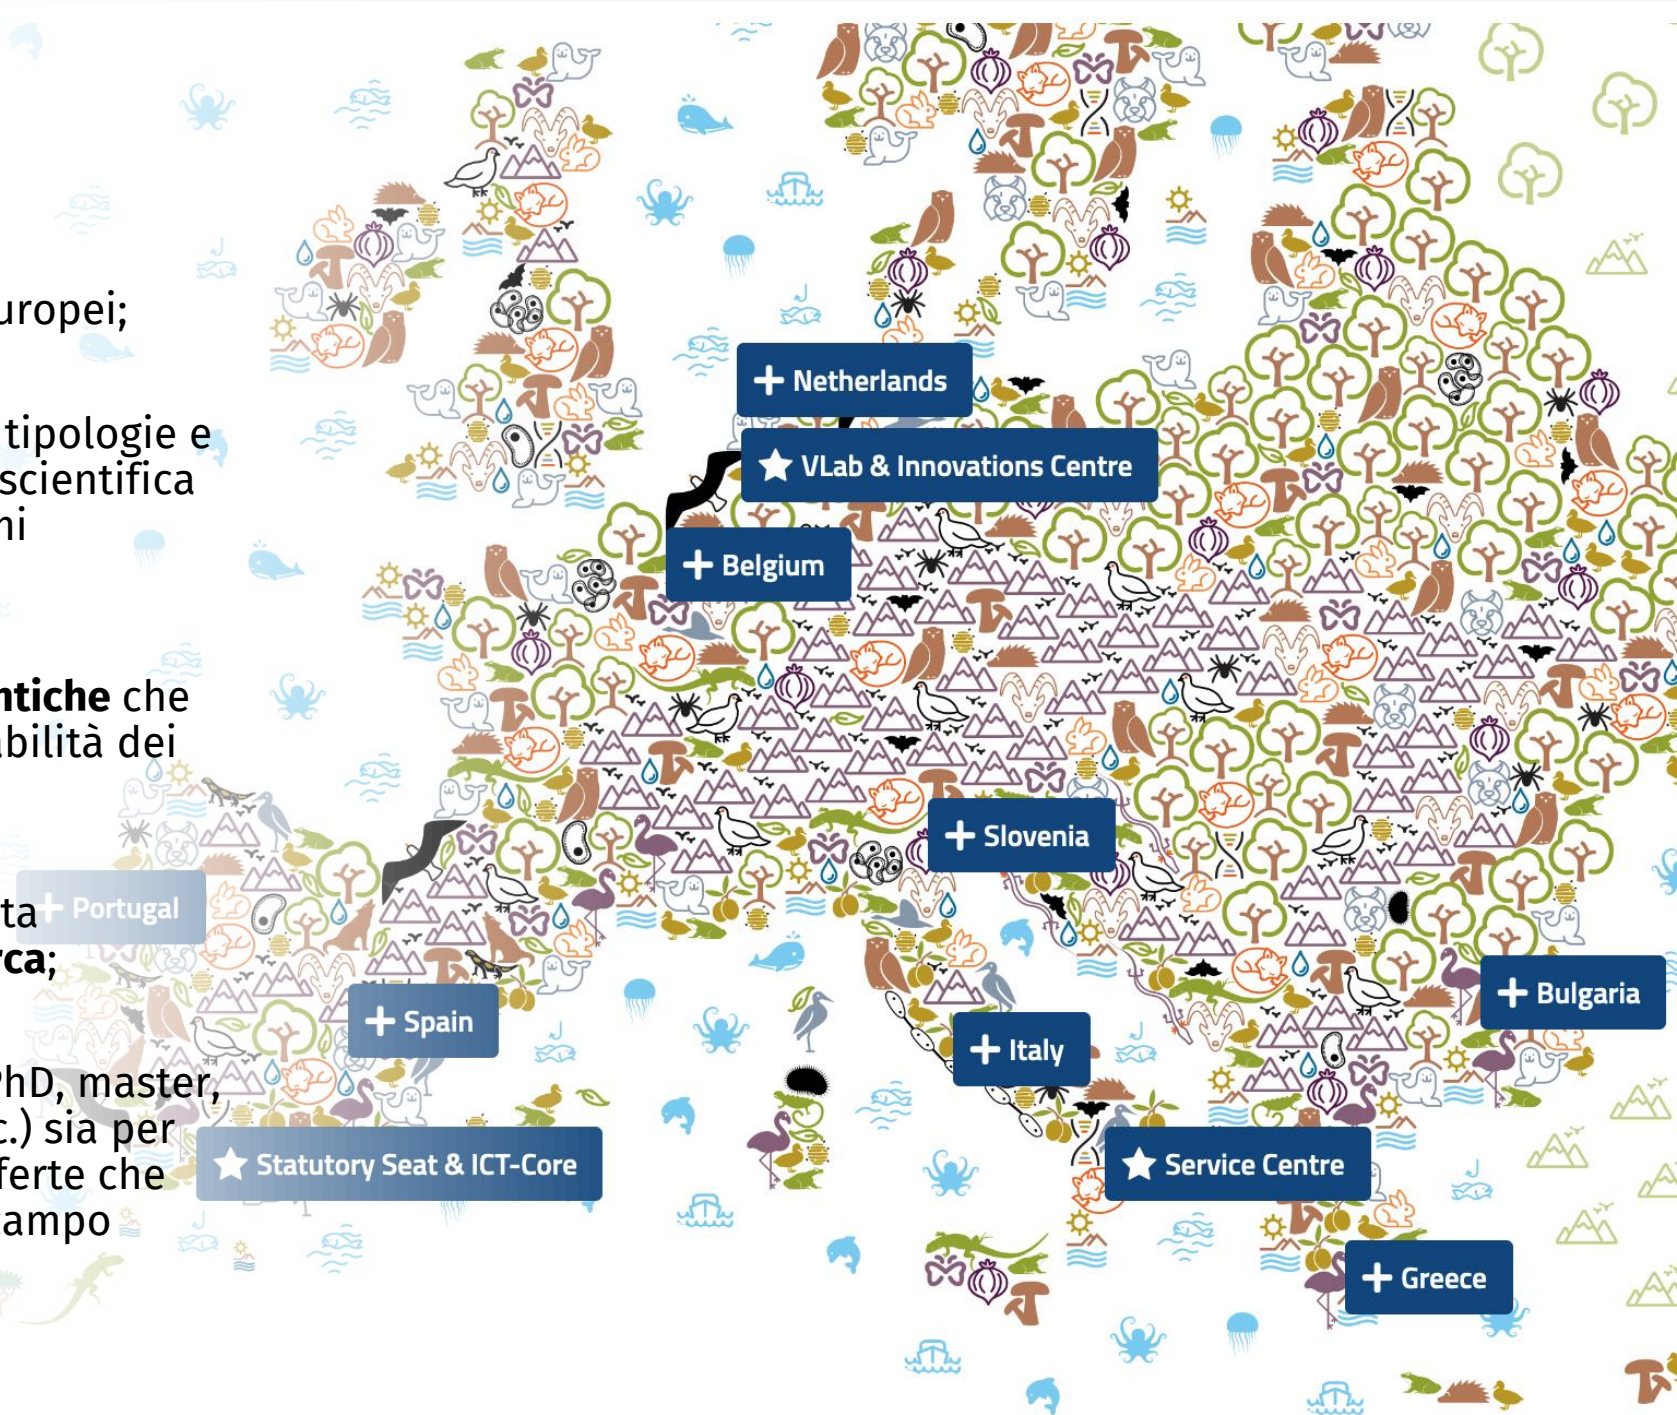 uropei;
tipologie e
scientifica
ni
ntiche che
abilità dei
ta
rca;
PhD, master,
c.) sia per
ferte che
campo
Netherlands
VLab & Innovations Centre
Belgium
Slovenia
Portugal
Spain
Bulgaria
Italy
Statutory Seat & ICT-Core
Service Centre
Greece